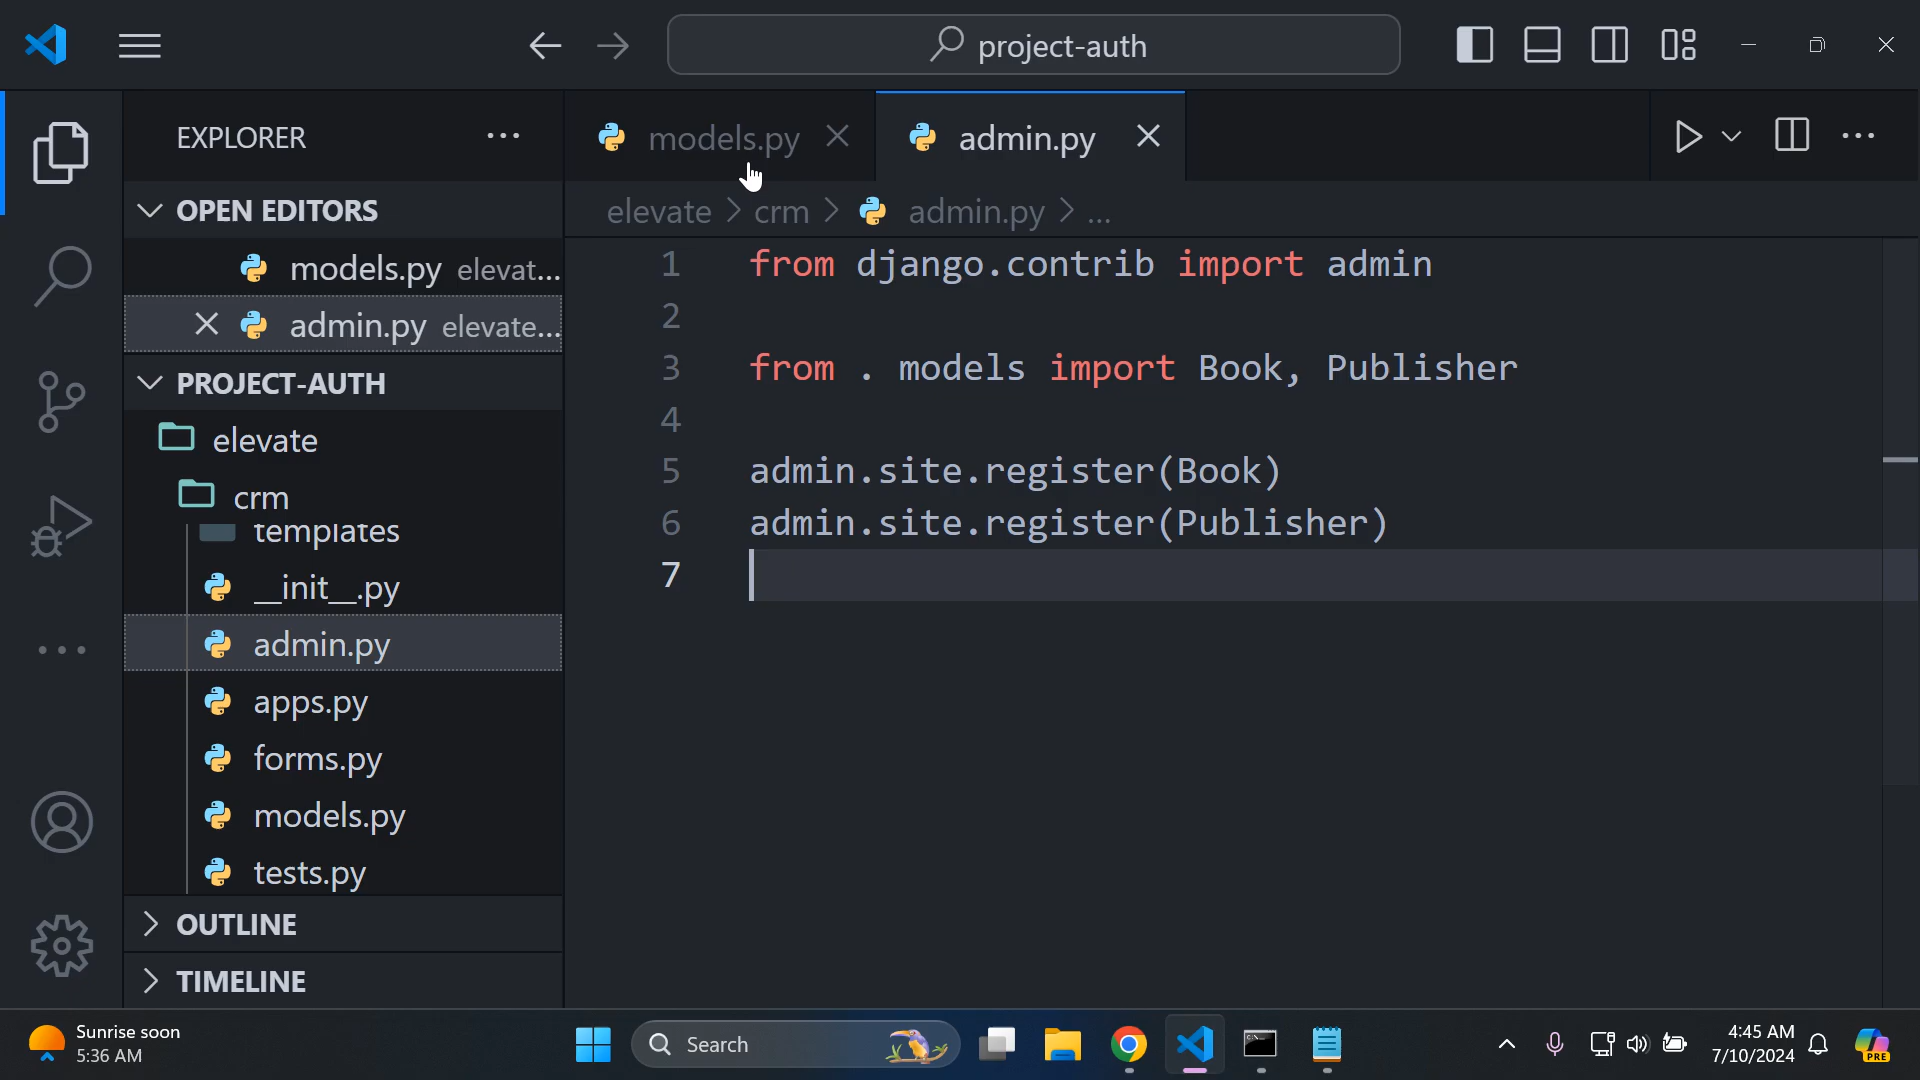 project-auth
EXPLORER
models.py
admin.py
OPEN EDITORS
elevate > crm > admin.py > ...
models.py elevat...
admin.py elevate...
PROJECT-AUTH
elevate
crm
templates
__init__.py
admin.py
apps.py
forms.py
models.py
tests.py
OUTLINE
TIMELINE
1 from django.contrib import admin
2
3 from . models import Book, Publisher
4
5 admin.site.register(Book)
6 admin.site.register(Publisher)
7
Sunrise soon
5:36 AM
Search
4:45 AM
7/10/2024
PRE